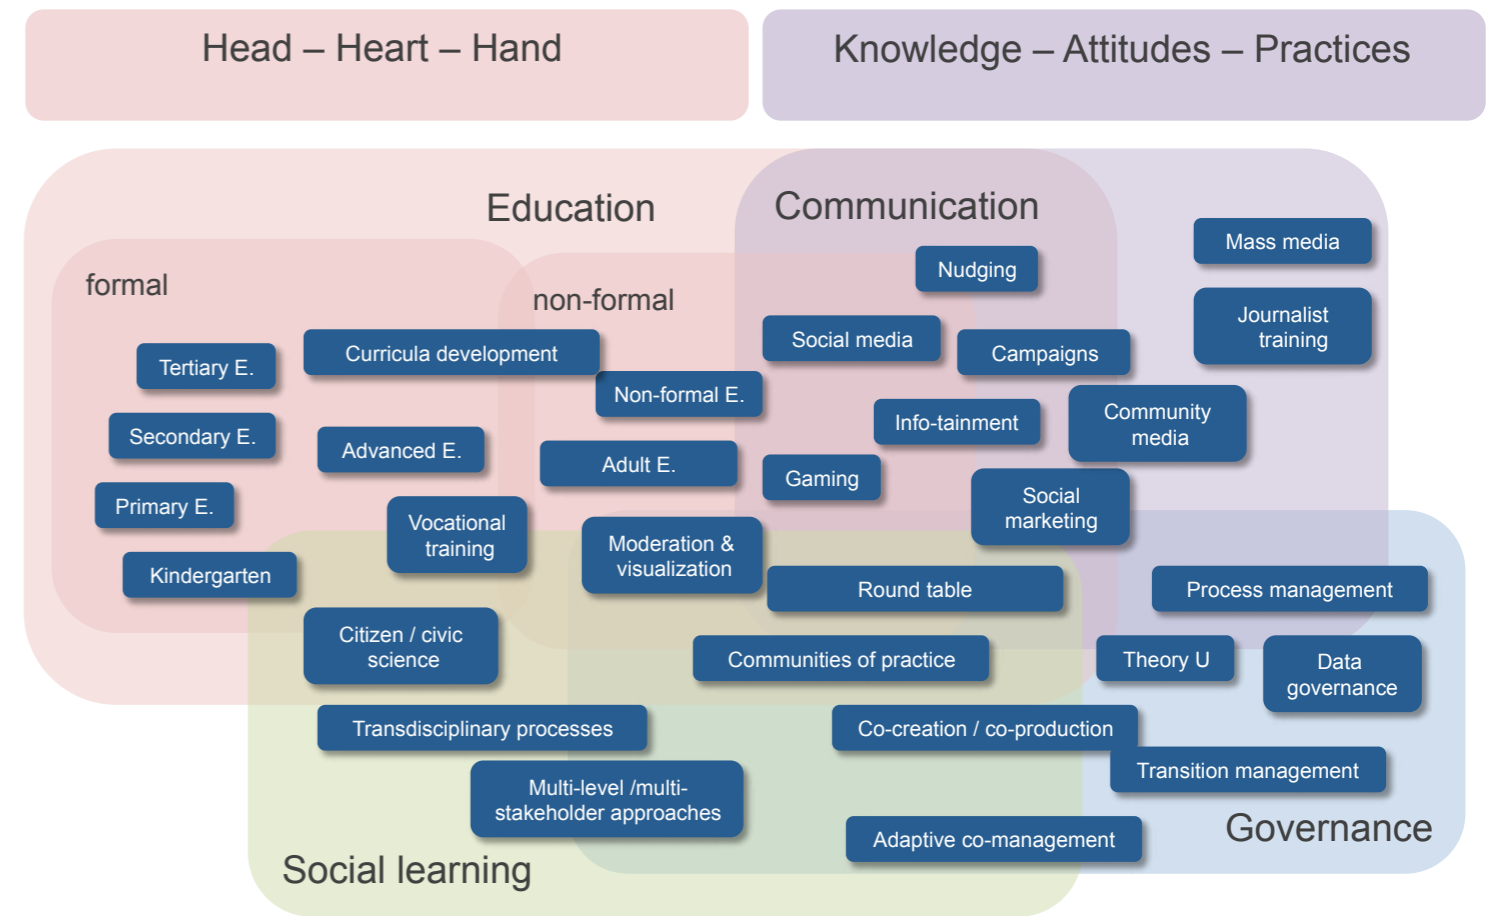 Head – Heart – Hand
Knowledge – Attitudes – Practices
Education
Communication
formal
non-formal
Mass media
Nudging
Journalist
training
Social media
Campaigns
Curricula development
Tertiary E.
Non-formal E.
Community
media
Info-tainment
Secondary E.
Advanced E.
Adult E.
Gaming
Social
marketing
Primary E.
Vocational
training
Moderation &
visualization
Kindergarten
Round table
Process management
Citizen / civic
science
Communities of practice
Theory U
Data
governance
Transdisciplinary processes
Co-creation / co-production
Transition management
Multi-level /multi-
stakeholder approaches
Adaptive co-management
Governance
Social learning